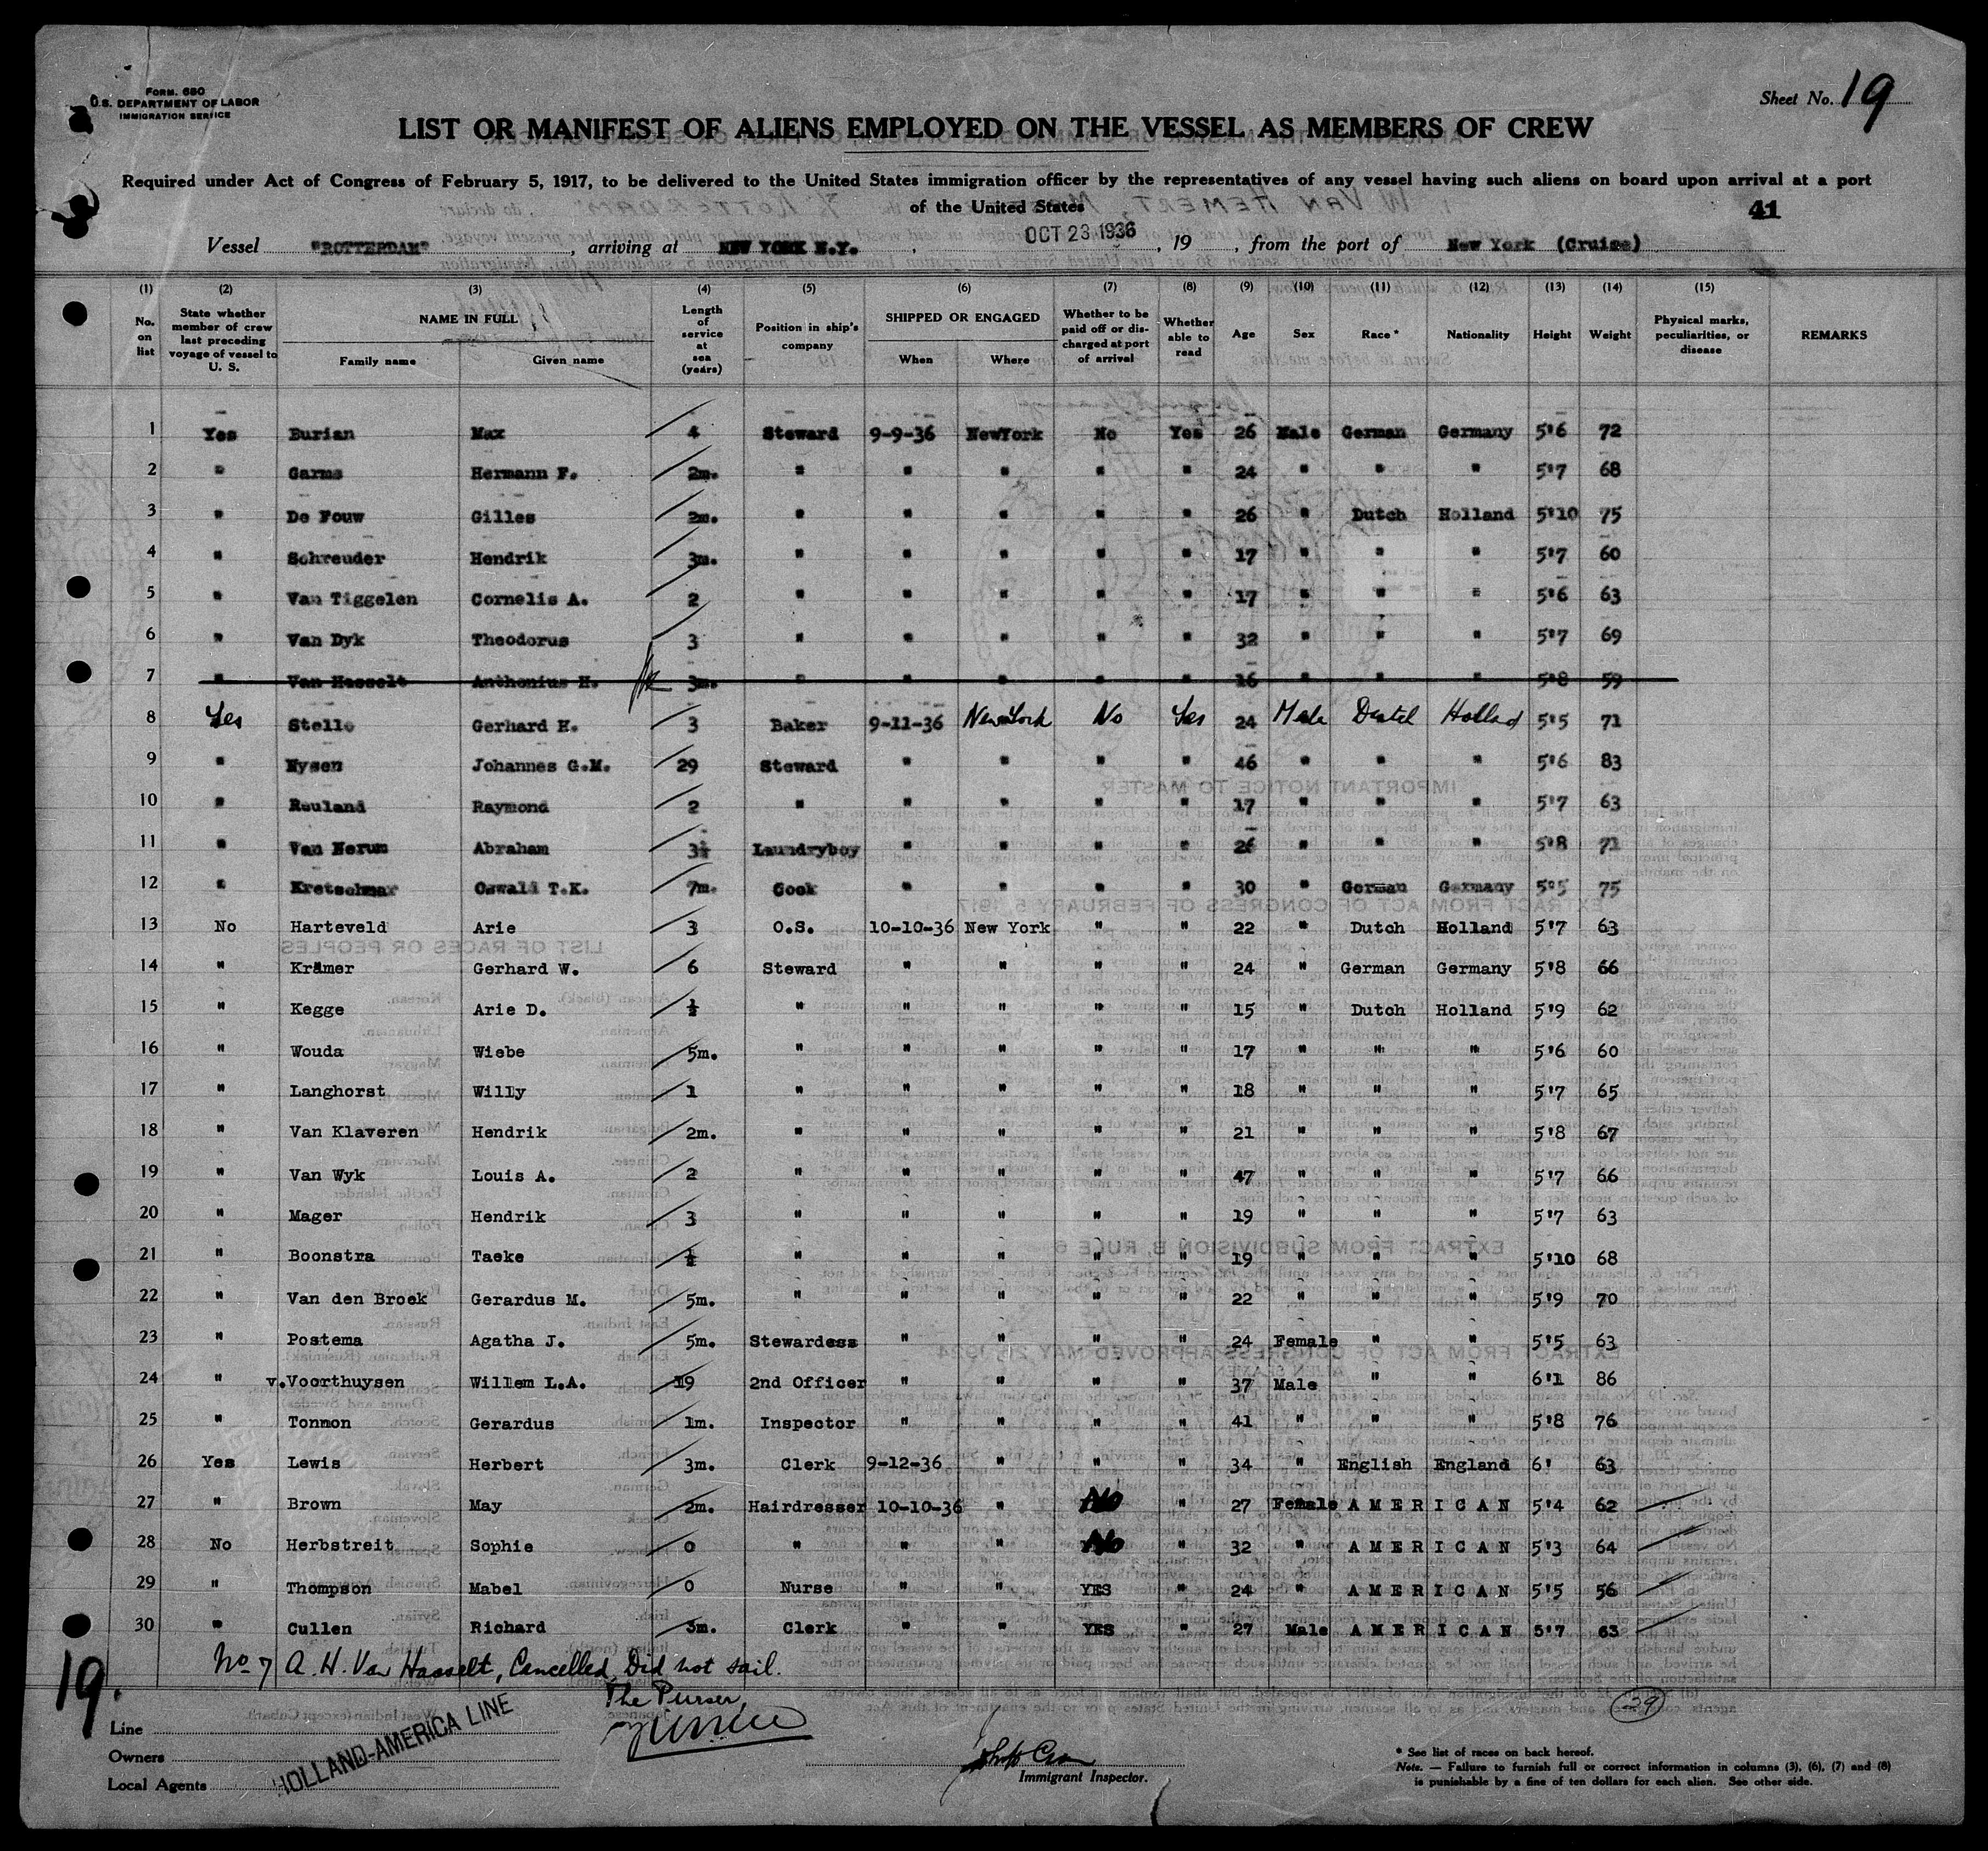 FORM. 680
U.S. DEPARTMENT OF LABOR
IMMIGRATION SERVICE
Sheet No. 19
LIST OR MANIFEST OF ALIENS EMPLOYED ON THE VESSEL AS MEMBERS OF CREW
Required under Act of Congress of February 5, 1917, to be delivered to the United States immigration officer by the representatives of any vessel having such aliens on board upon arrival at a port
of the United States
41
Vessel "ROTTERDAM", arriving at NEW YORK N.Y., OCT 23 1936, 19 , from the port of New York (Cruise)
(1) (2) (3) (4) (5) (6) (7) (8) (9) (10) (11) (12) (13) (14) (15)
No. on list | State whether member of crew last preceding voyage of vessel to U. S. | NAME IN FULL | Length of service at sea (years) | Position in ship's company | SHIPPED OR ENGAGED | Whether to be paid off or discharged at port of arrival | Whether able to read | Age | Sex | Race * | Nationality | Height | Weight | Physical marks, peculiarities, or disease | REMARKS
Family name | Given name | When | Where
1 Yes Burian Max 4 Steward 9-9-36 NewYork No Yes 26 Male German Germany 5'6 72
2 " Garms Hermann F. 2m. " " " " " 24 " " " 5'7 68
3 " De Fouw Gilles 2m. " " " " " 26 " Dutch Holland 5'10 75
4 " Schreuder Hendrik 3m. " " " " " 17 " " " 5'7 60
5 " Van Tiggelen Cornelis A. 2 " " " " " 17 " " " 5'6 63
6 " Van Dyk Theodorus 3 " " " " " 32 " " " 5'7 69
7 " Van Hasselt Anthonius H. 3m. " " " " " 16 " " " 5'8 59
8 Yes Stello Gerhard H. 3 Baker 9-11-36 New York No Yes 24 Male Holland 5'5 71
9 " Nysen Johannes G.M. 29 Steward " " " " 46 " " " 5'6 83
10 " Reuland Raymond 2 " " " " " 17 " " " 5'7 63
11 " Van Nerum Abraham 3½ Laundryboy " " " " 26 " " " 5'8 71
12 " Kretschmar Oswald T.K. 7m. Cook " " " " 30 " German Germany 5'5 75
13 No Harteveld Arie 3 O.S. 10-10-36 New York " " 22 " Dutch Holland 5'7 63
14 " Krämer Gerhard W. 6 Steward " " " " 24 " German Germany 5'8 66
15 " Kegge Arie D. ½ " " " " " 15 " Dutch Holland 5'9 62
16 " Wouda Wiebe 5m. " " " " " 17 " " " 5'6 60
17 " Langhorst Willy 1 " " " " " 18 " " " 5'7 65
18 " Van Klaveren Hendrik 2m. " " " " " 21 " " " 5'8 67
19 " Van Wyk Louis A. 2 " " " " " 47 " " " 5'7 66
20 " Mager Hendrik 3 " " " " " 19 " " " 5'7 63
21 " Boonstra Taeke ½ " " " " " 19 " " " 5'10 68
22 " Van den Broek Gerardus M. 5m. " " " " " 22 " " " 5'9 70
23 " Postema Agatha J. 5m. Stewardess " " " " 24 Female " " 5'5 63
24 " v.Voorthuysen Willem L.A. 19 2nd Officer " " " " 37 Male " " 6'1 86
25 " Tonmon Gerardus 1m. Inspector " " " " 41 " " " 5'8 76
26 Yes Lewis Herbert 3m. Clerk 9-12-36 " " " 34 " English England 6' 63
27 " Brown May 2m. Hairdresser 10-10-36 " No " 27 Female AMERICAN 5'4 62
28 No Herbstreit Sophie 0 " " " No " 32 " AMERICAN 5'3 64
29 " Thompson Mabel 0 Nurse " " YES " 24 " AMERICAN 5'5 56
30 " Cullen Richard 3m. Clerk " " YES " 27 Male AMERICAN 5'7 63
No 7 A. H. Van Hasselt, Cancelled, Did not sail.
19.
The Purser,
29
Line
Owners
Local Agents
HOLLAND-AMERICA LINE
Immigrant Inspector.
* See list of races on back hereof.
Note. — Failure to furnish full or correct information in columns (3), (6), (7) and (8)
is punishable by a fine of ten dollars for each alien. See other side.